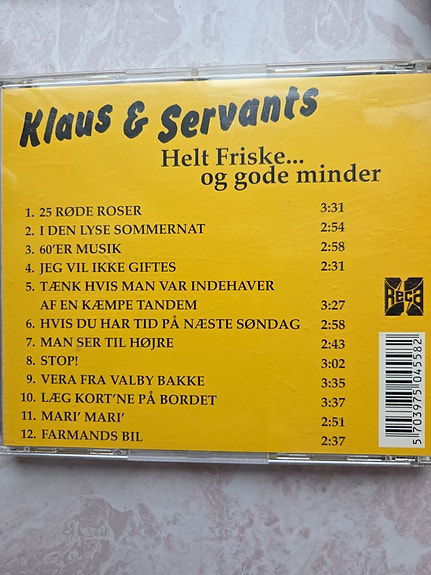 Klaus & Servants
Helt Friske...
og gode minder
1. 25 RØDE ROSER 3:31
2. I DEN LYSE SOMMERNAT 2:54
3. 60'ER MUSIK 2:58
4. JEG VIL IKKE GIFTES 2:31
5. TÆNK HVIS MAN VAR INDEHAVER
AF EN KÆMPE TANDEM 3:27
6. HVIS DU HAR TID PÅ NÆSTE SØNDAG 2:58
7. MAN SER TIL HØJRE 2:43
8. STOP! 3:02
9. VERA FRA VALBY BAKKE 3:35
10. LÆG KORT'NE PÅ BORDET 3:37
11. MARI' MARI' 2:51
12. FARMANDS BIL 2:37
Reca
5 703975 045582